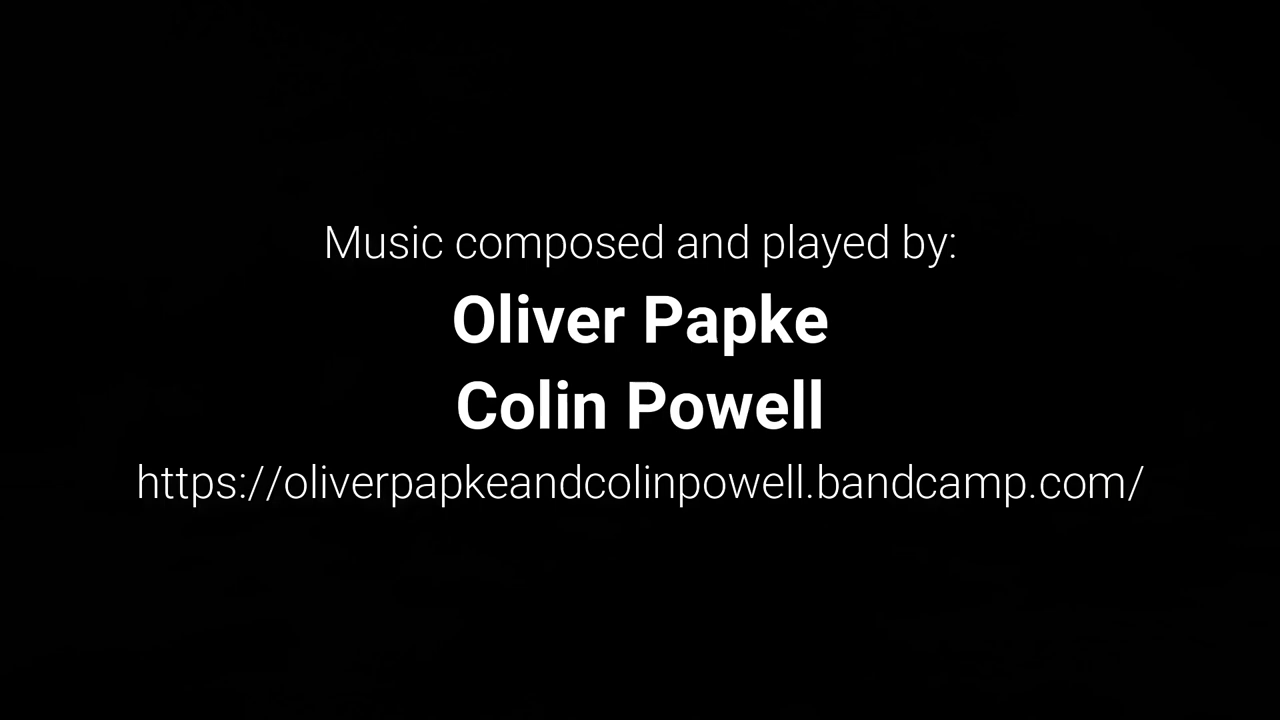 Music composed and played by:
Oliver Papke
Colin Powell
https://oliverpapkeandcolinpowell.bandcamp.com/